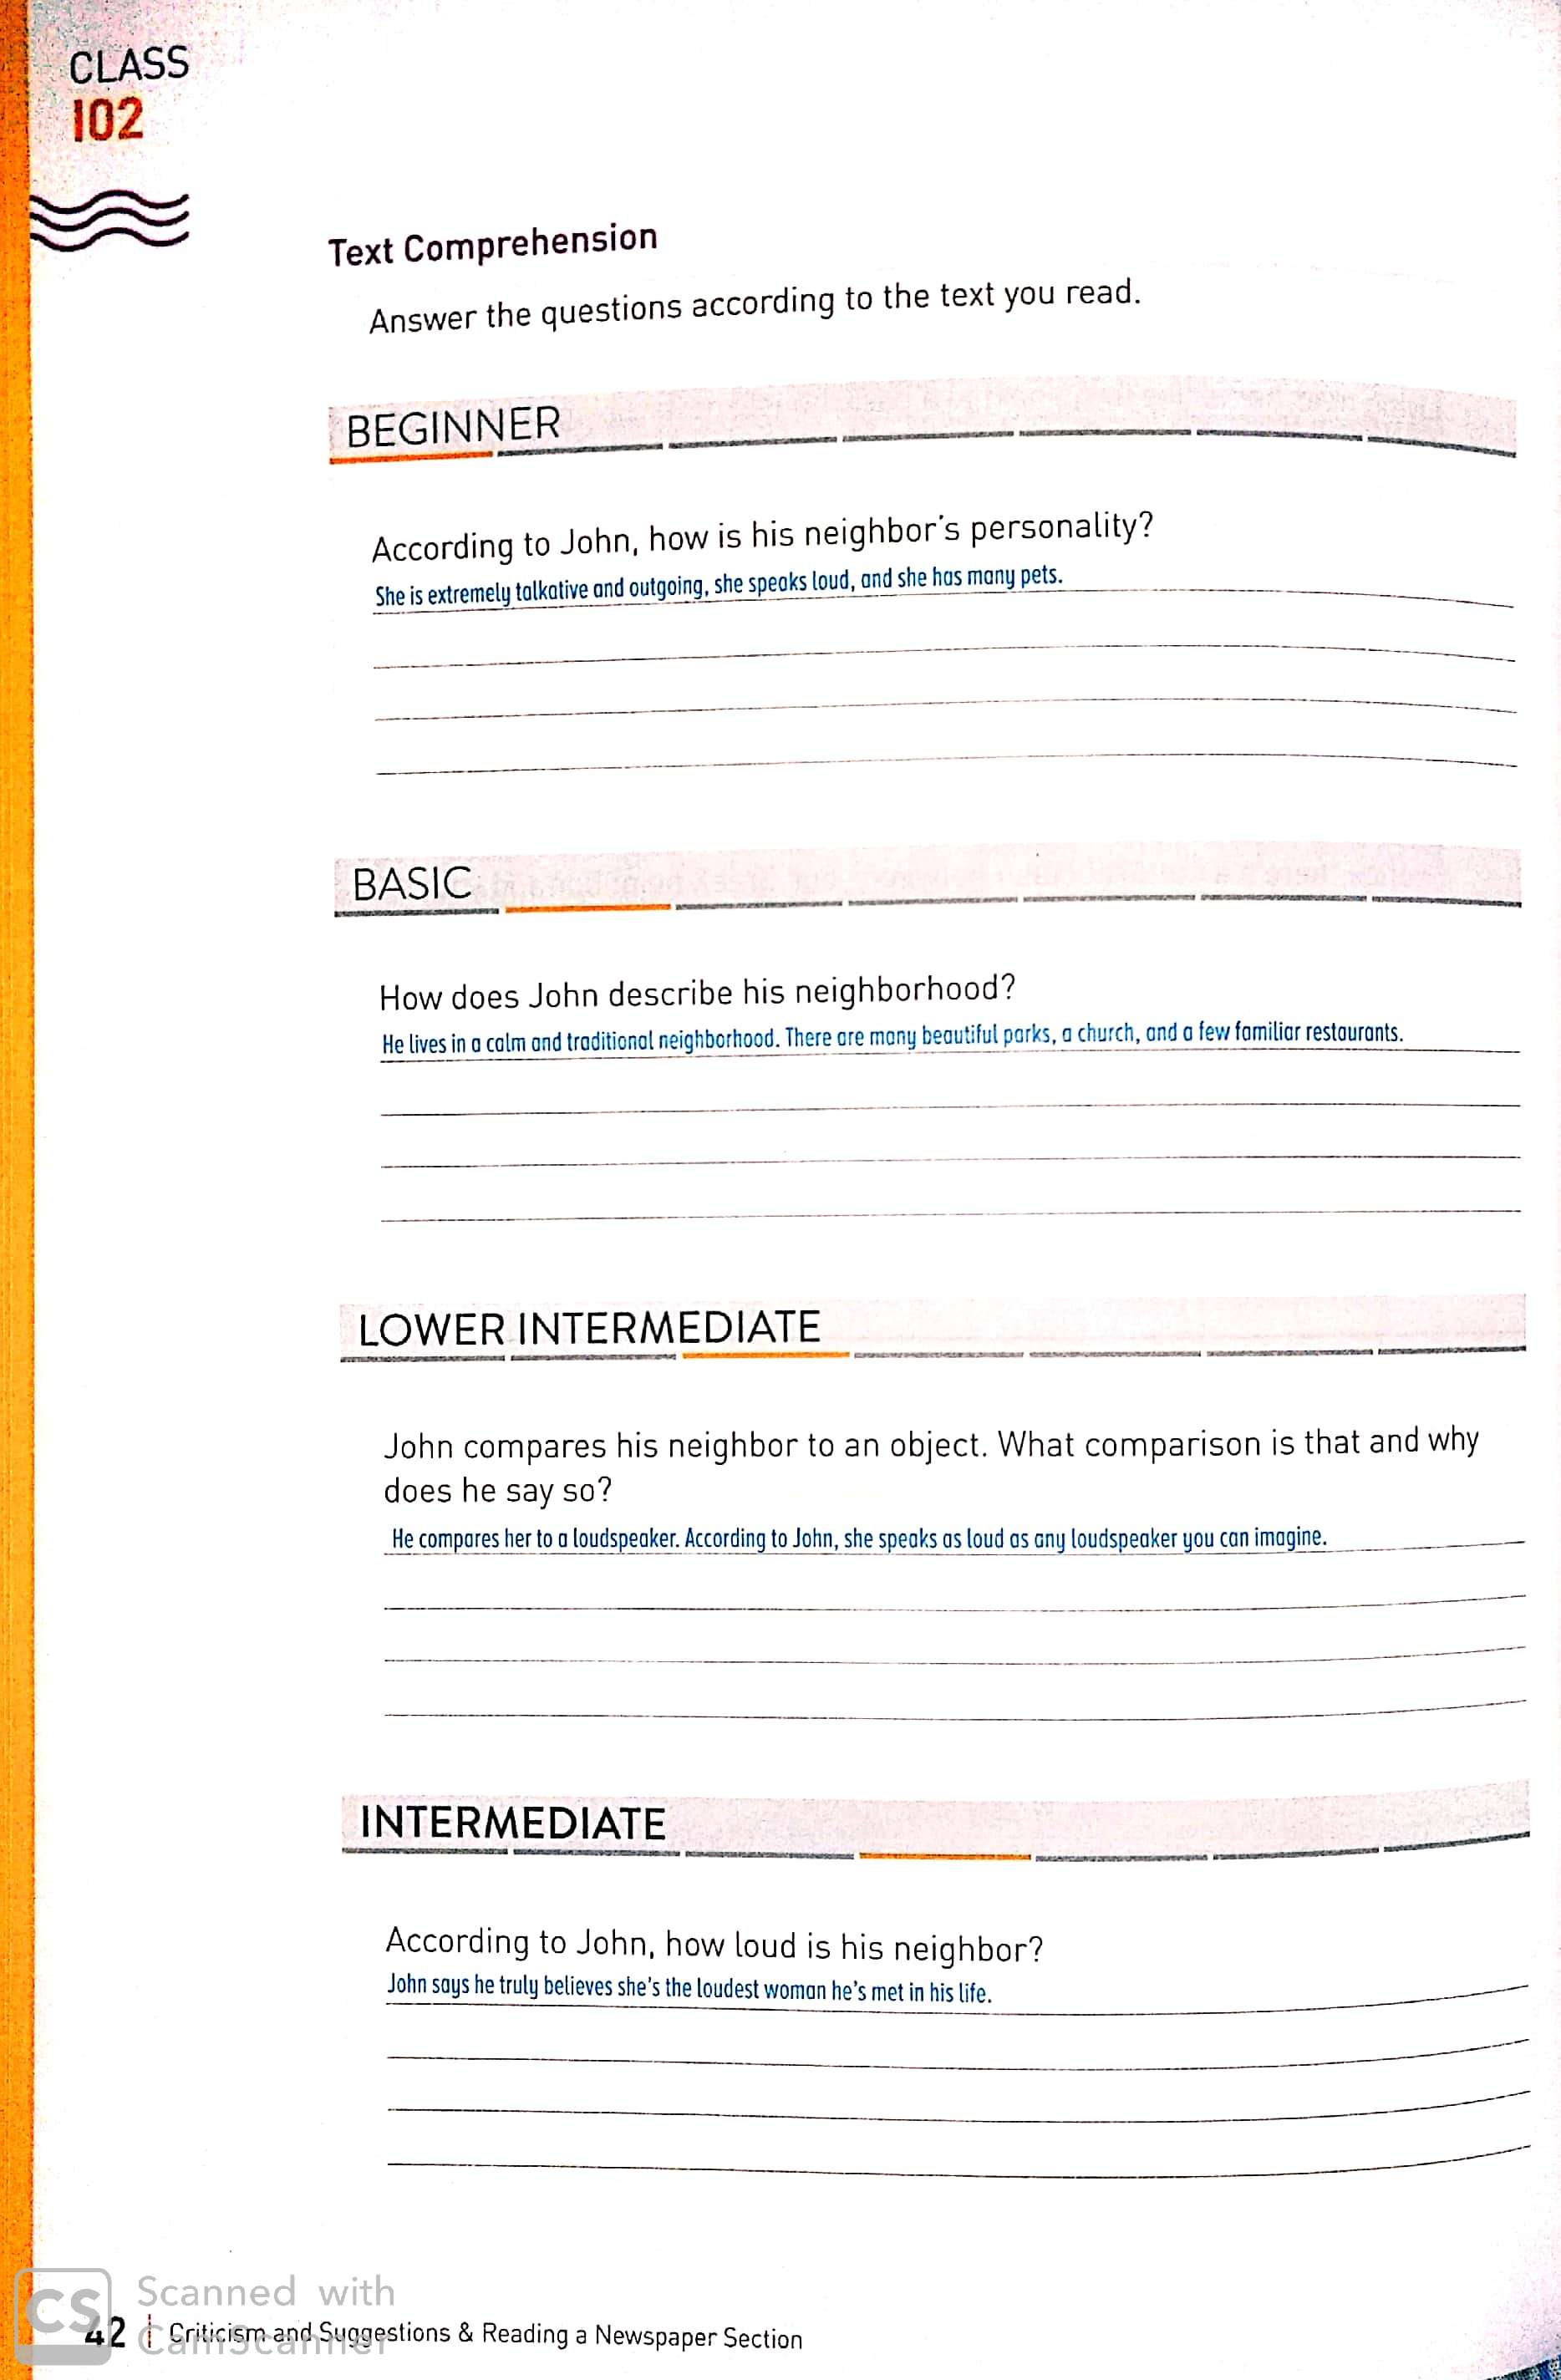 CLASS
102
Text Comprehension
Answer the questions according to the text you read.
BEGINNER
According to John, how is his neighbor's personality?
She is extremely talkative and outgoing, she speaks loud, and she has many pets.
BASIC
How does John describe his neighborhood?
He lives in a calm and traditional neighborhood. There are many beautiful parks, a church, and a few familiar restaurants.
LOWER INTERMEDIATE
John compares his neighbor to an object. What comparison is that and why
does he say so?
He compares her to a loudspeaker. According to John, she speaks as loud as any loudspeaker you can imagine.
INTERMEDIATE
According to John, how loud is his neighbor?
John says he truly believes she's the loudest woman he's met in his life.
CS Scanned with
CamScanner
42 | Criticism and Suggestions & Reading a Newspaper Section